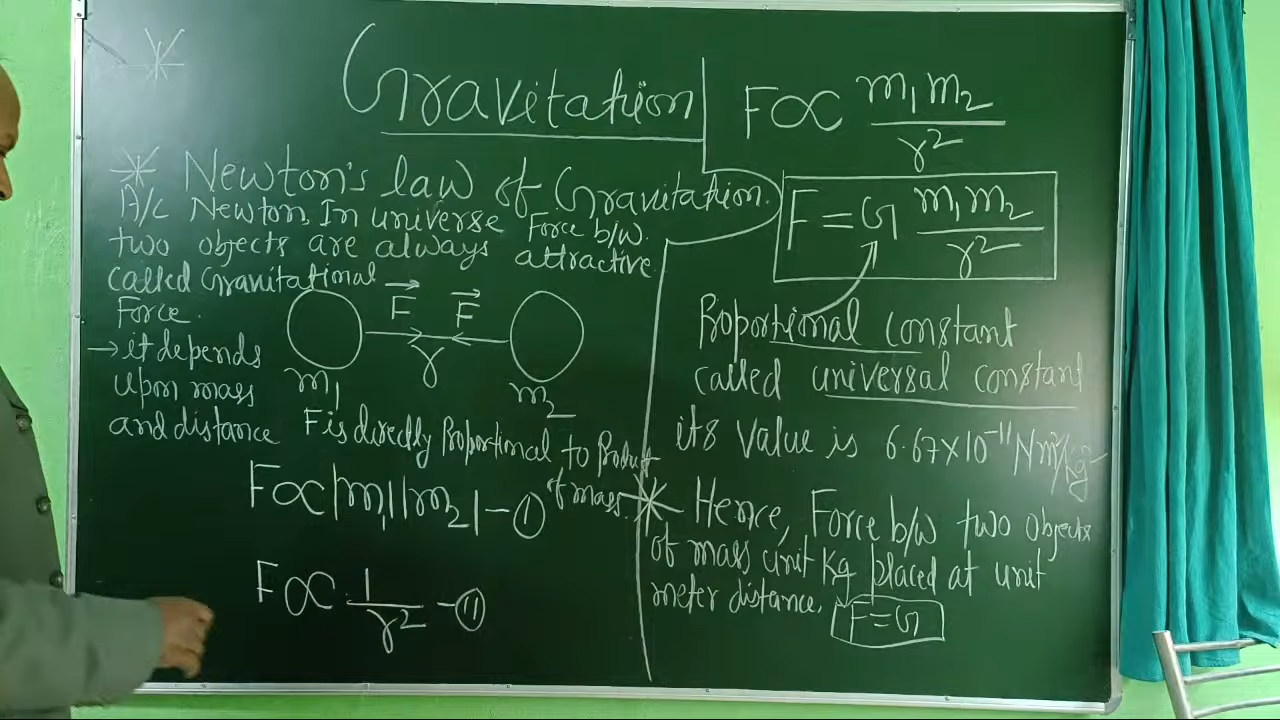 Gravitation
* Newton's law of Gravitation.
A/c Newton, In universe Force b/w.
two objects are always attractive
called Gravitational
Force.
→ it depends
upon mass
and distance
F⃗ F⃗
r
m₁ m₂
F is directly Proportional to Product
of mass.
F ∝ |m₁||m₂| - ①
F ∝ 1/r² - ⑪
F ∝ m₁m₂/r²
F = G m₁m₂/r²
Proportional constant
called universal constant
its value is 6.67×10⁻¹¹ Nm²/kg²
* Hence, Force b/w two objects
of mass unit Kg placed at unit
meter distance.
F=G